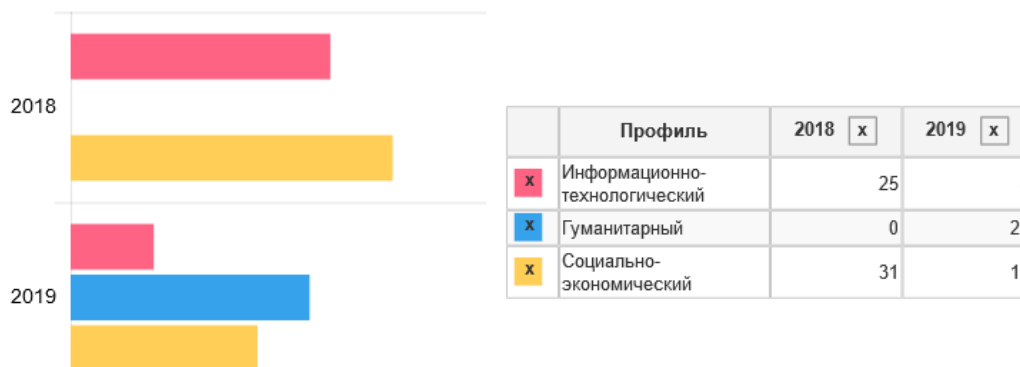 2018
2019
Профиль 2018 x 2019 x
x Информационно-
технологический 25
x Гуманитарный 0 2
x Социально-
экономический 31 1